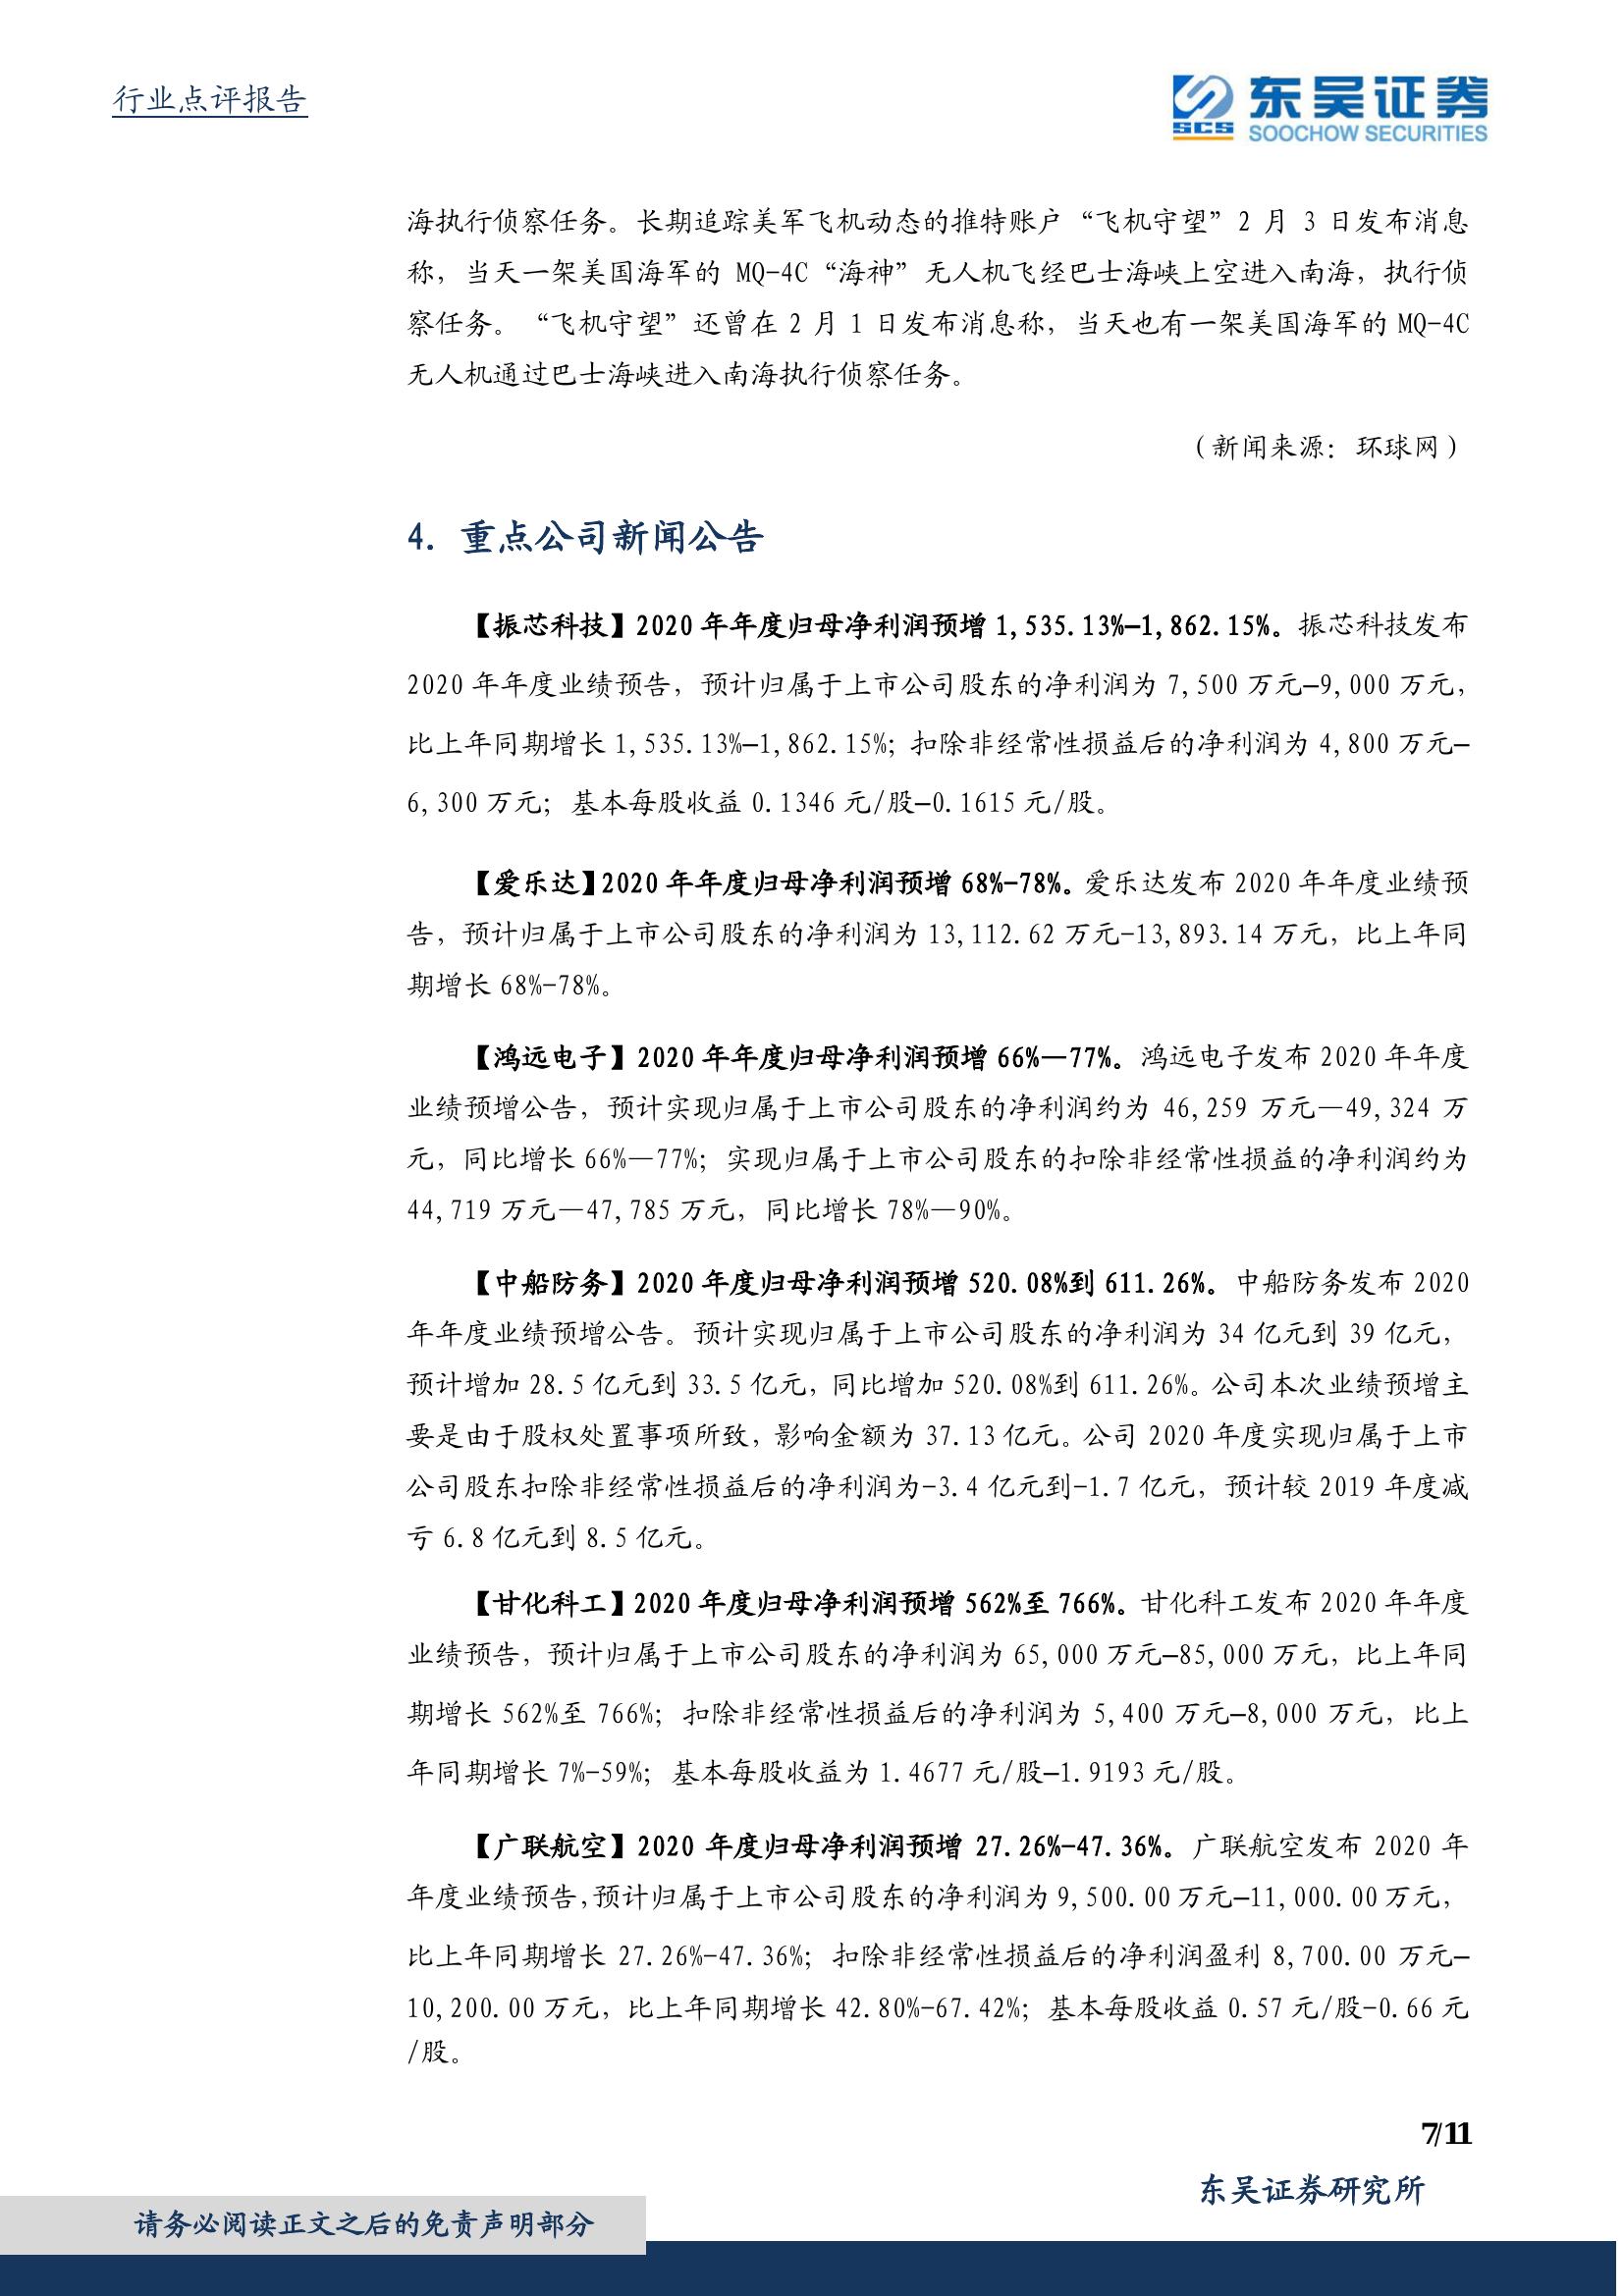 行业点评报告
东吴证券
SCS
SOOCHOW SECURITIES
海执行侦察任务。长期追踪美军飞机动态的推特账户“飞机守望”2 月 3 日发布消息
称，当天一架美国海军的 MQ-4C“海神”无人机飞经巴士海峡上空进入南海，执行侦
察任务。“飞机守望”还曾在 2 月 1 日发布消息称，当天也有一架美国海军的 MQ-4C
无人机通过巴士海峡进入南海执行侦察任务。
（新闻来源：环球网）
4. 重点公司新闻公告
【振芯科技】2020 年年度归母净利润预增 1,535.13%—1,862.15%。振芯科技发布
2020 年年度业绩预告，预计归属于上市公司股东的净利润为 7,500 万元—9,000 万元，
比上年同期增长 1,535.13%—1,862.15%；扣除非经常性损益后的净利润为 4,800 万元—
6,300 万元；基本每股收益 0.1346 元/股—0.1615 元/股。
【爱乐达】2020 年年度归母净利润预增 68%-78%。爱乐达发布 2020 年年度业绩预
告，预计归属于上市公司股东的净利润为 13,112.62 万元-13,893.14 万元，比上年同
期增长 68%-78%。
【鸿远电子】2020 年年度归母净利润预增 66%—77%。鸿远电子发布 2020 年年度
业绩预增公告，预计实现归属于上市公司股东的净利润约为 46,259 万元—49,324 万
元，同比增长 66%—77%；实现归属于上市公司股东的扣除非经常性损益的净利润约为
44,719 万元—47,785 万元，同比增长 78%—90%。
【中船防务】2020 年度归母净利润预增 520.08%到 611.26%。中船防务发布 2020
年年度业绩预增公告。预计实现归属于上市公司股东的净利润为 34 亿元到 39 亿元，
预计增加 28.5 亿元到 33.5 亿元，同比增加 520.08%到 611.26%。公司本次业绩预增主
要是由于股权处置事项所致，影响金额为 37.13 亿元。公司 2020 年度实现归属于上市
公司股东扣除非经常性损益后的净利润为-3.4 亿元到-1.7 亿元，预计较 2019 年度减
亏 6.8 亿元到 8.5 亿元。
【甘化科工】2020 年度归母净利润预增 562%至 766%。甘化科工发布 2020 年年度
业绩预告，预计归属于上市公司股东的净利润为 65,000 万元—85,000 万元，比上年同
期增长 562%至 766%；扣除非经常性损益后的净利润为 5,400 万元—8,000 万元，比上
年同期增长 7%-59%；基本每股收益为 1.4677 元/股—1.9193 元/股。
【广联航空】2020 年度归母净利润预增 27.26%-47.36%。广联航空发布 2020 年
年度业绩预告，预计归属于上市公司股东的净利润为 9,500.00 万元—11,000.00 万元，
比上年同期增长 27.26%-47.36%；扣除非经常性损益后的净利润盈利 8,700.00 万元—
10,200.00 万元，比上年同期增长 42.80%-67.42%；基本每股收益 0.57 元/股-0.66 元
/股。
7/11
东吴证券研究所
请务必阅读正文之后的免责声明部分